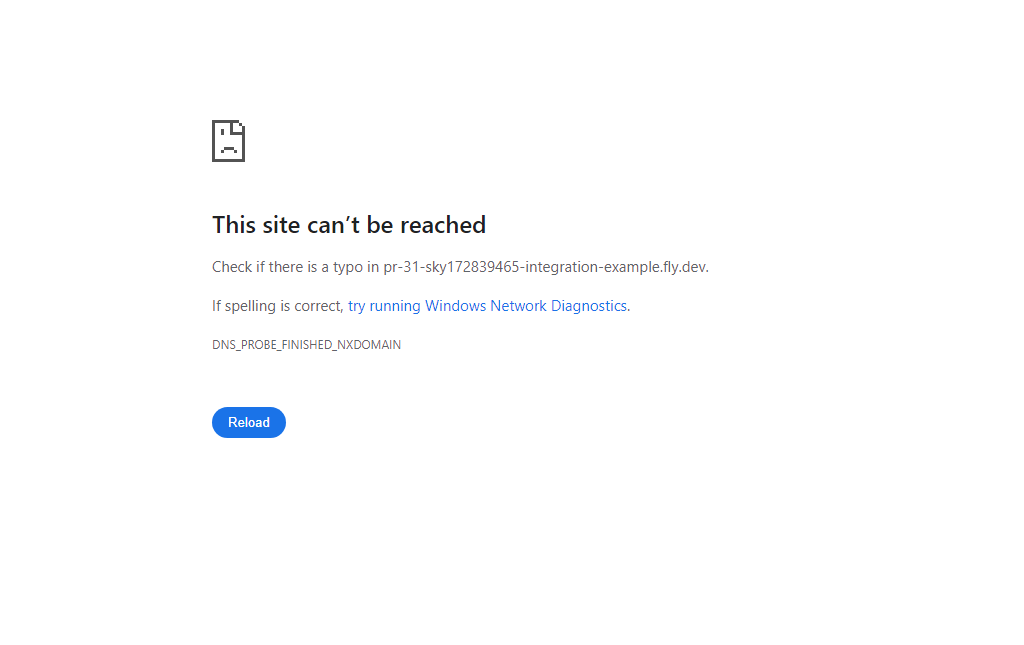 This site can’t be reached
Check if there is a typo in pr-31-sky172839465-integration-example.fly.dev.
If spelling is correct, try running Windows Network Diagnostics.
DNS_PROBE_FINISHED_NXDOMAIN
Reload